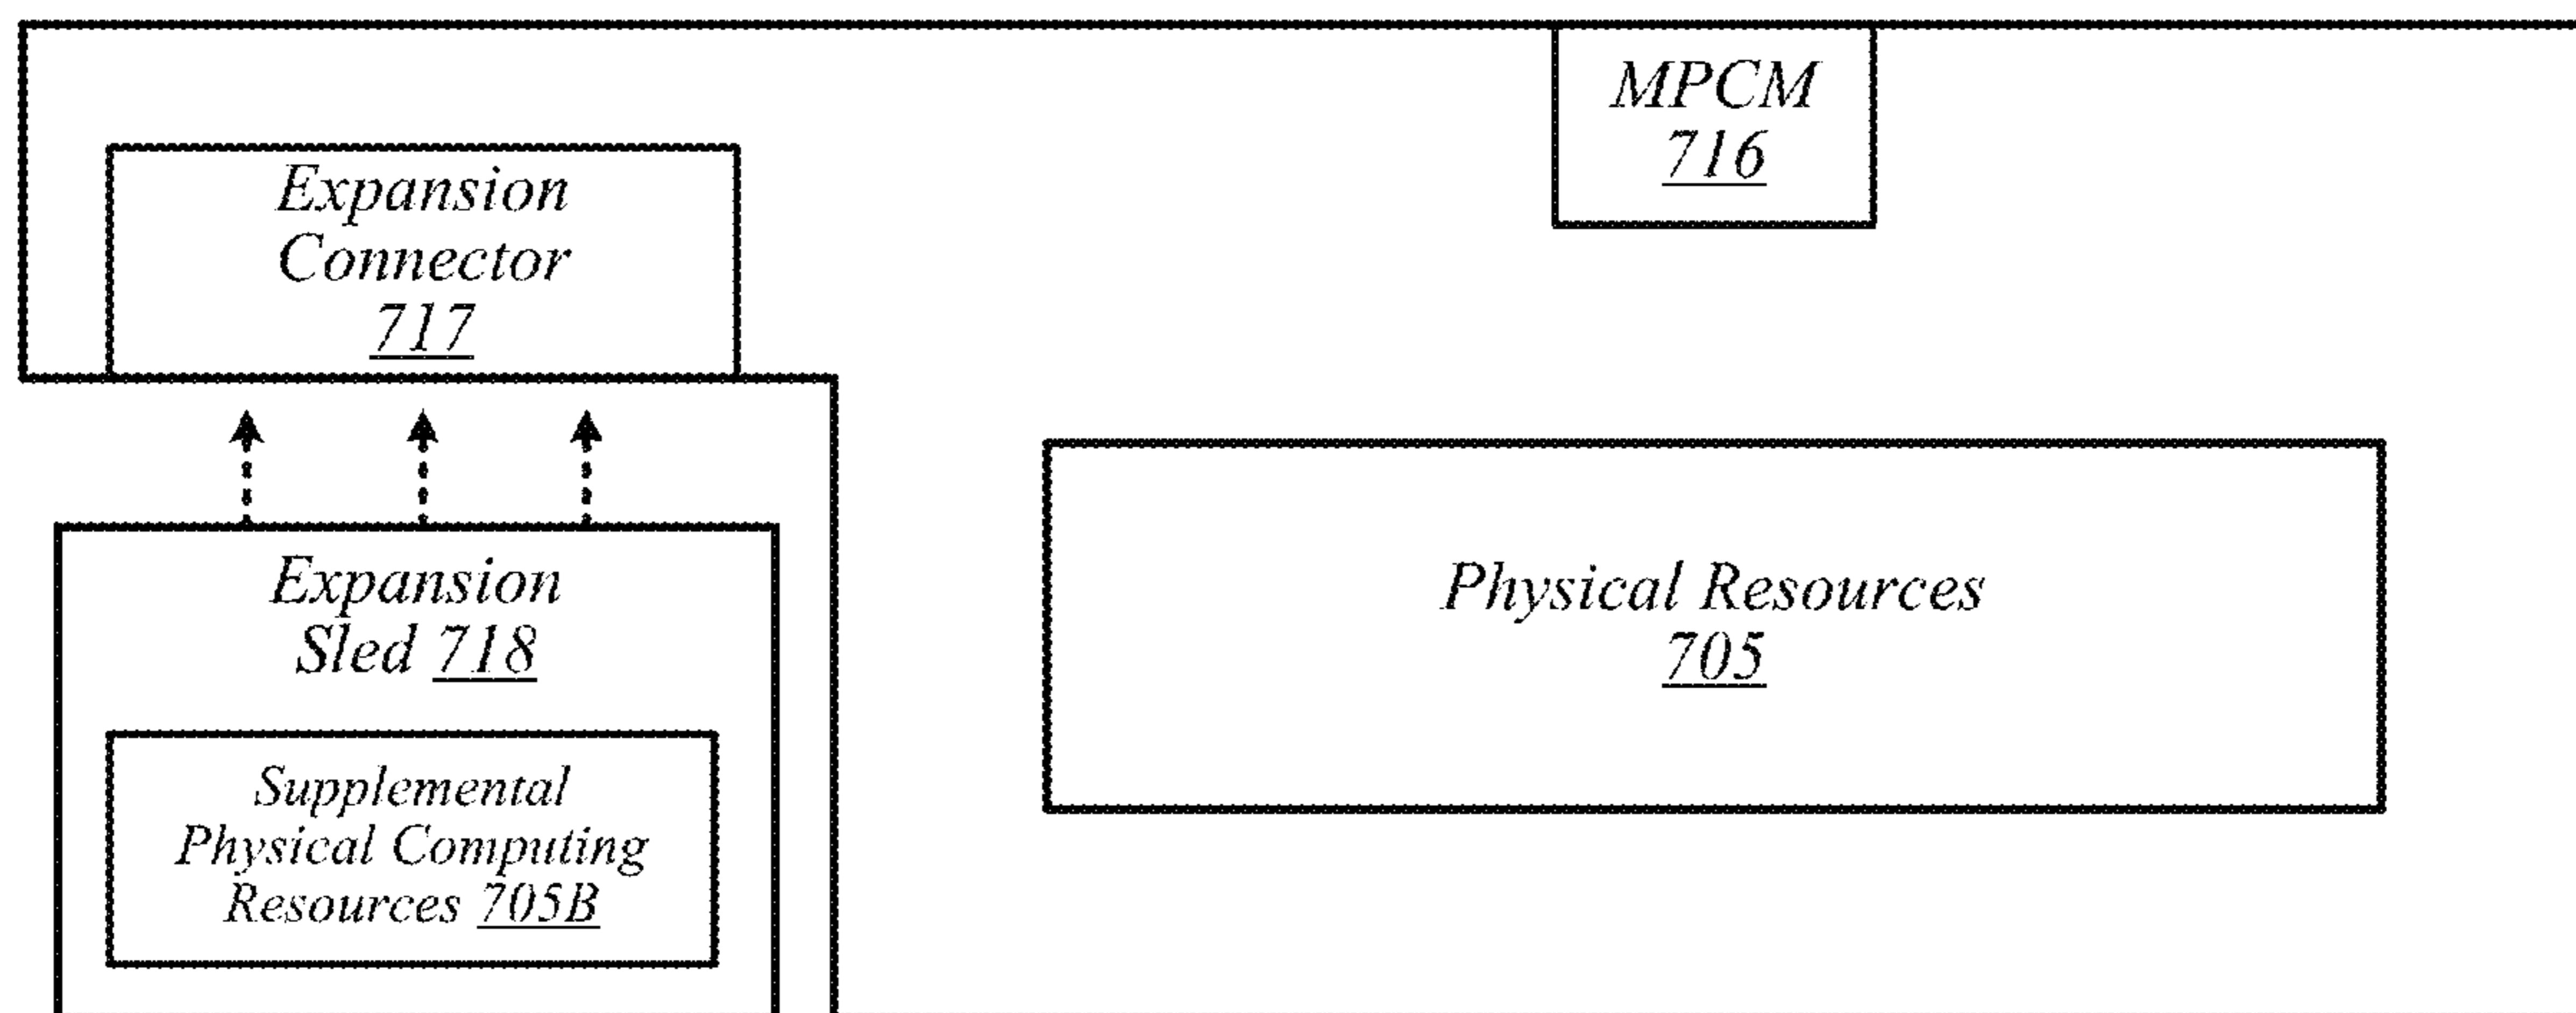 MPCM
716
Expansion
Connector
717
Expansion
Sled 718
Physical Resources
705
Supplemental
Physical Computing
Resources 705B